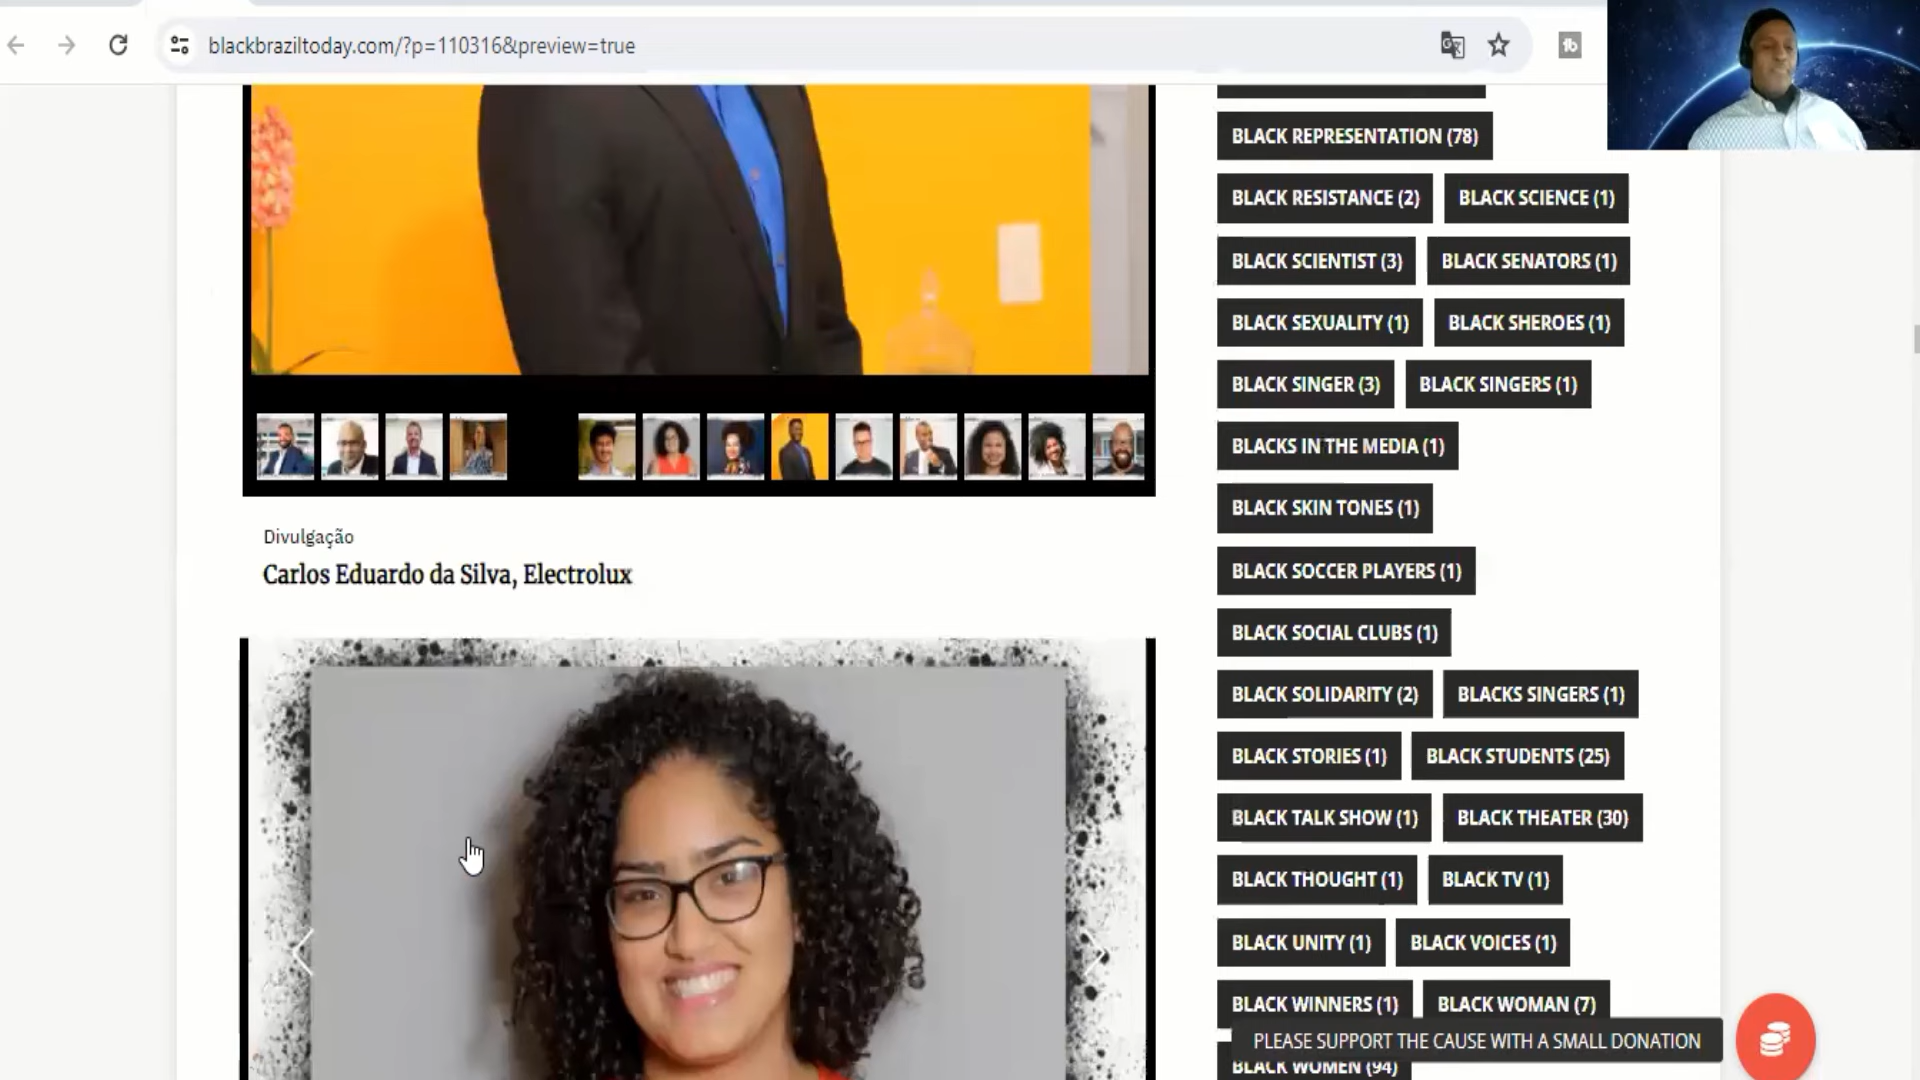 blackbraziltoday.com/?p=110316&preview=true
BLACK REPRESENTATION (78)
BLACK RESISTANCE (2) BLACK SCIENCE (1)
BLACK SCIENTIST (3) BLACK SENATORS (1)
BLACK SEXUALITY (1) BLACK SHEROES (1)
BLACK SINGER (3) BLACK SINGERS (1)
BLACKS IN THE MEDIA (1)
BLACK SKIN TONES (1)
BLACK SOCCER PLAYERS (1)
BLACK SOCIAL CLUBS (1)
BLACK SOLIDARITY (2) BLACKS SINGERS (1)
BLACK STORIES (1) BLACK STUDENTS (25)
BLACK TALK SHOW (1) BLACK THEATER (30)
BLACK THOUGHT (1) BLACK TV (1)
BLACK UNITY (1) BLACK VOICES (1)
BLACK WINNERS (1) BLACK WOMAN (7)
BLACK WOMEN (94)
Divulgação
Carlos Eduardo da Silva, Electrolux
PLEASE SUPPORT THE CAUSE WITH A SMALL DONATION